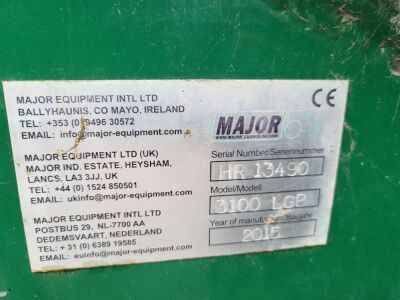 MAJOR EQUIPMENT INTL LTD
BALLYHAUNIS, CO MAYO, IRELAND
TEL: +353 (0)9496 30572
EMAIL: info@major-equipment.com
MAJOR EQUIPMENT LTD (UK)
MAJOR IND. ESTATE, HEYSHAM,
LANCS, LA3 3JJ, UK
TEL: +44 (0) 1524 850501
EMAIL: ukinfo@major-equipment.com
MAJOR EQUIPMENT INTL LTD
POSTBUS 29, NL-7700 AA
DEDEMSVAART, NEDERLAND
TEL: + 31 (0) 6389 19585
EMAIL: euinfo@major-equipment.com
CE
MAJOR
WWW.MAJOR-EQUIPMENT.COM
Serial Number/Seriennummer
HR 13490
Model/Modell
3100 LGP
Year of manufacture/Baujahr
2015